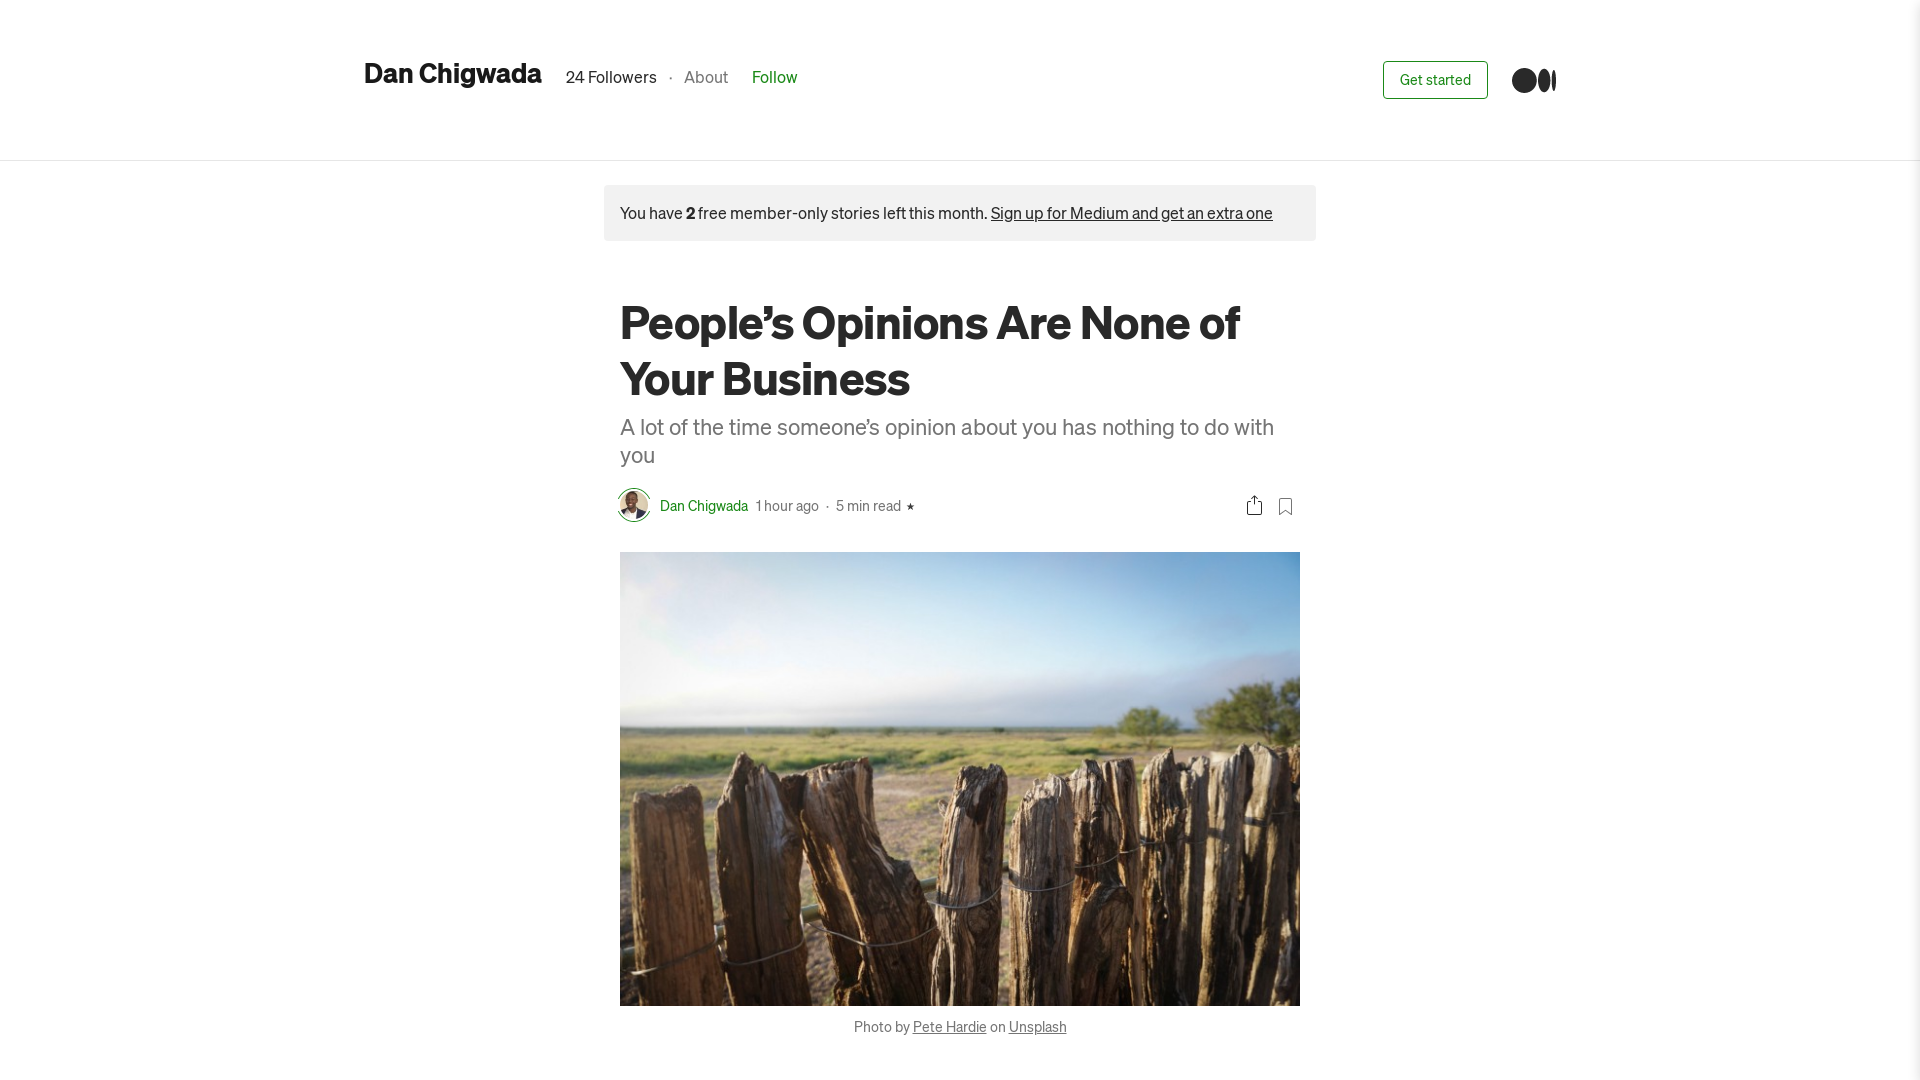 Dan Chigwada
24 Followers · About Follow
Get started
You have 2 free member-only stories left this month. Sign up for Medium and get an extra one
People’s Opinions Are None of
Your Business
A lot of the time someone’s opinion about you has nothing to do with
you
Dan Chigwada 1 hour ago · 5 min read ★
Photo by Pete Hardie on Unsplash